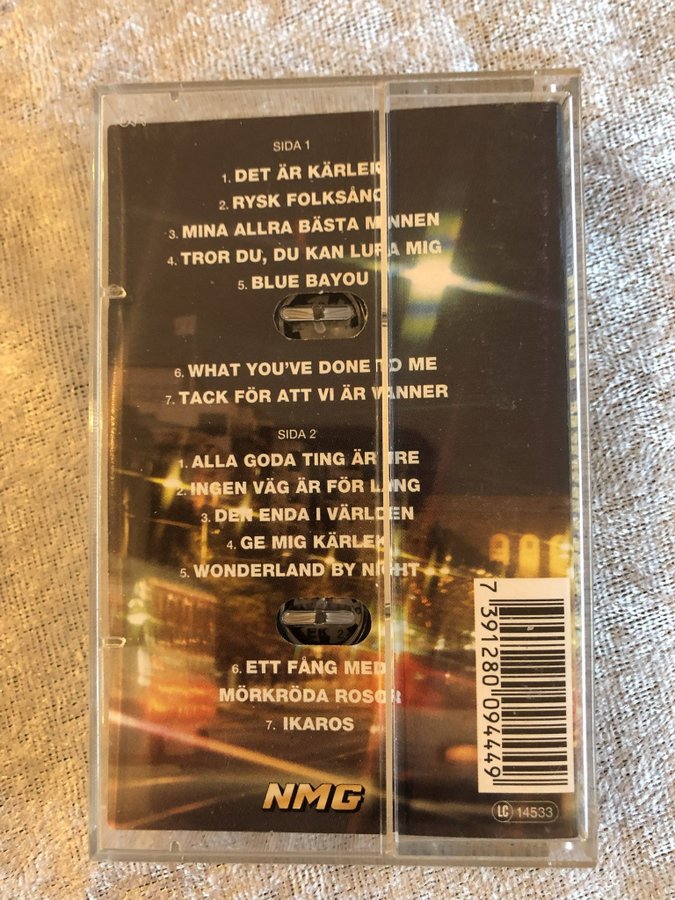 SIDA 1
1. DET ÄR KÄRLEK
2. RYSK FOLKSÅNG
3. MINA ALLRA BÄSTA MINNEN
4. TROR DU, DU KAN LURA MIG
5. BLUE BAYOU
6. WHAT YOU'VE DONE TO ME
7. TACK FÖR ATT VI ÄR VÄNNER
SIDA 2
1. ALLA GODA TING ÄR TRE
2. INGEN VÄG ÄR FÖR LÅNG
3. DEN ENDA I VÄRLDEN
4. GE MIG KÄRLEK
5. WONDERLAND BY NIGHT
6. ETT FÅNG MED
MÖRKRÖDA ROSOR
7. IKAROS
NMG
7 391280 094449
LC 14533